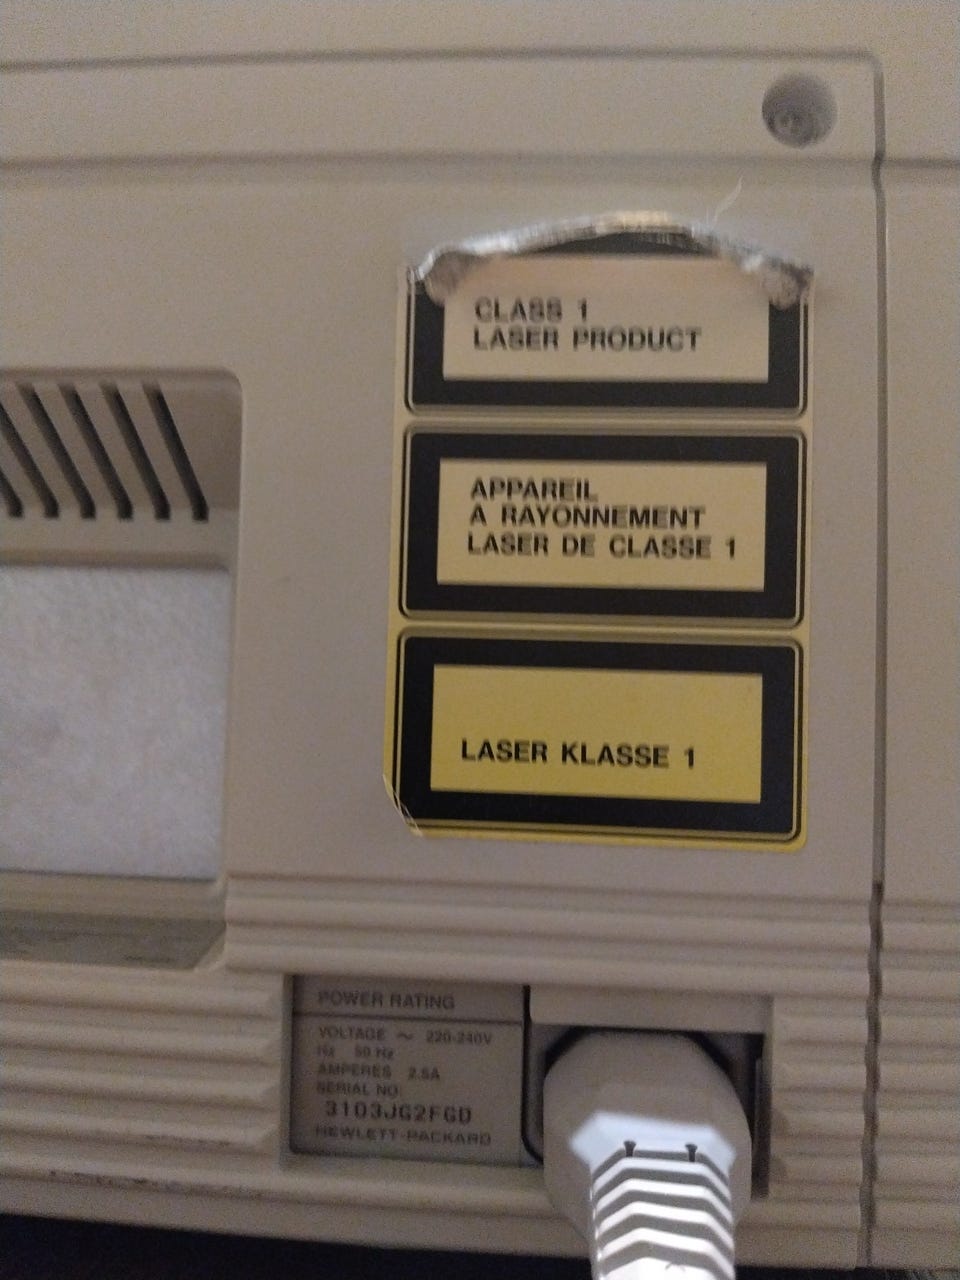 CLASS 1
LASER PRODUCT
APPAREIL
A RAYONNEMENT
LASER DE CLASSE 1
LASER KLASSE 1
POWER RATING
VOLTAGE ~ 220-240V
Hz 50 Hz
AMPERES 2.5A
SERIAL NO:
3103JG2FGD
HEWLETT-PACKARD